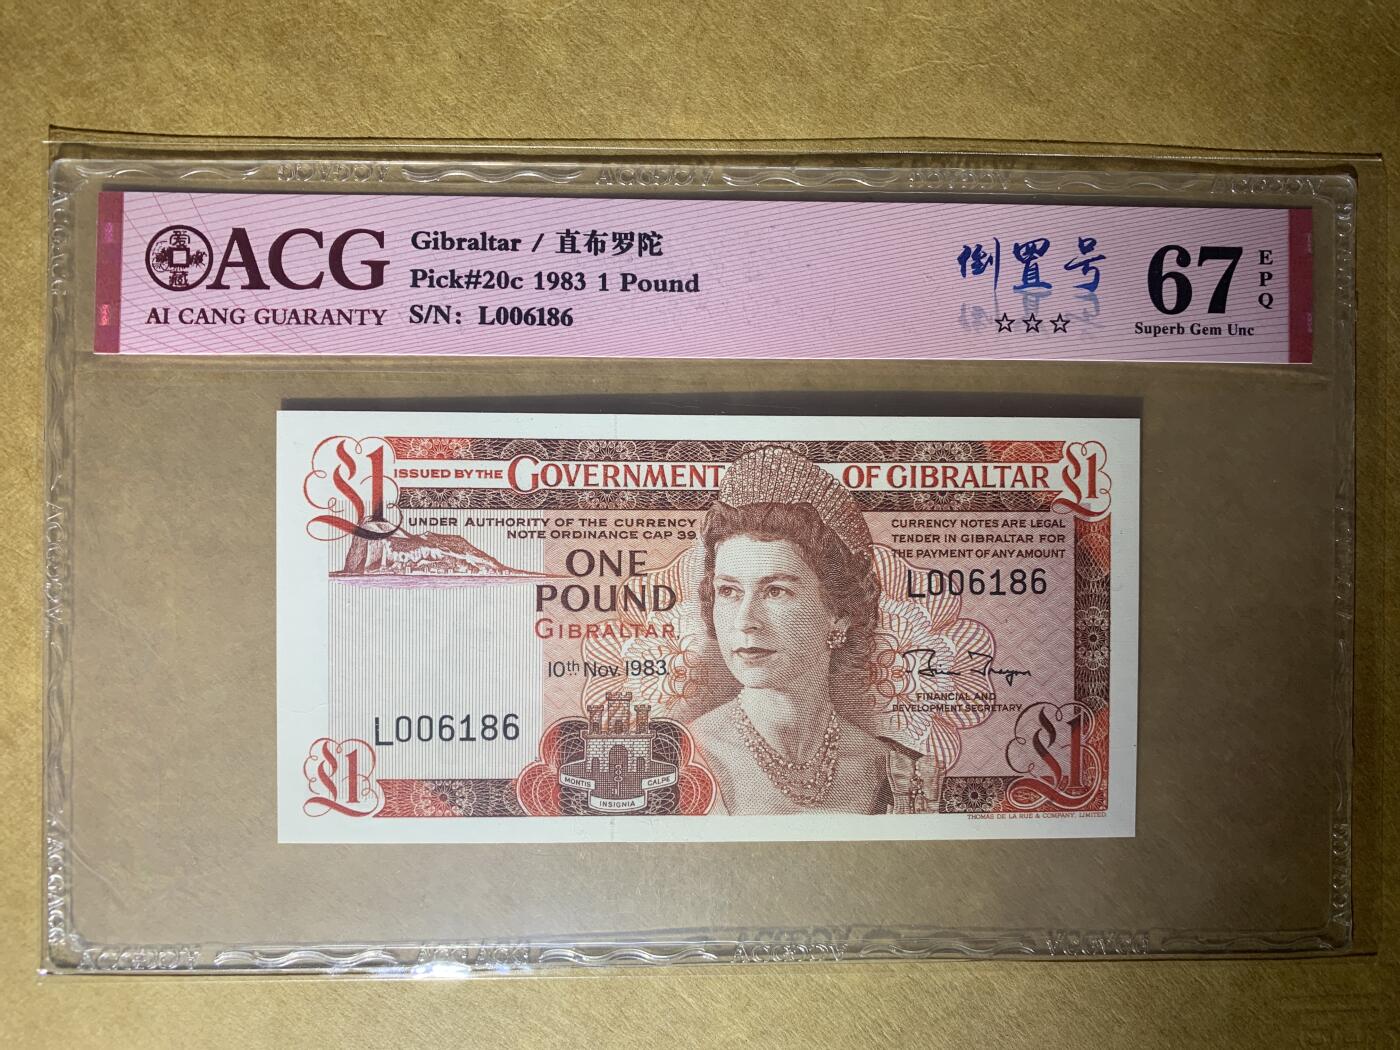 ACG
AI CANG GUARANTY
Gibraltar / 直布罗陀
Pick#20c 1983 1 Pound
S/N: L006186
倒置号
☆☆☆
67
EPQ
Superb Gem Unc
£1
ISSUED BY THE GOVERNMENT OF GIBRALTAR
£1
UNDER AUTHORITY OF THE CURRENCY
NOTE ORDINANCE CAP 39.
CURRENCY NOTES ARE LEGAL
TENDER IN GIBRALTAR FOR
THE PAYMENT OF ANY AMOUNT
ONE
POUND
GIBRALTAR,
10th Nov. 1983.
L006186
FINANCIAL AND
DEVELOPMENT SECRETARY
L006186
£1
MONTIS
INSIGNIA
CALPE
£1
THOMAS DE LA RUE & COMPANY, LIMITED.